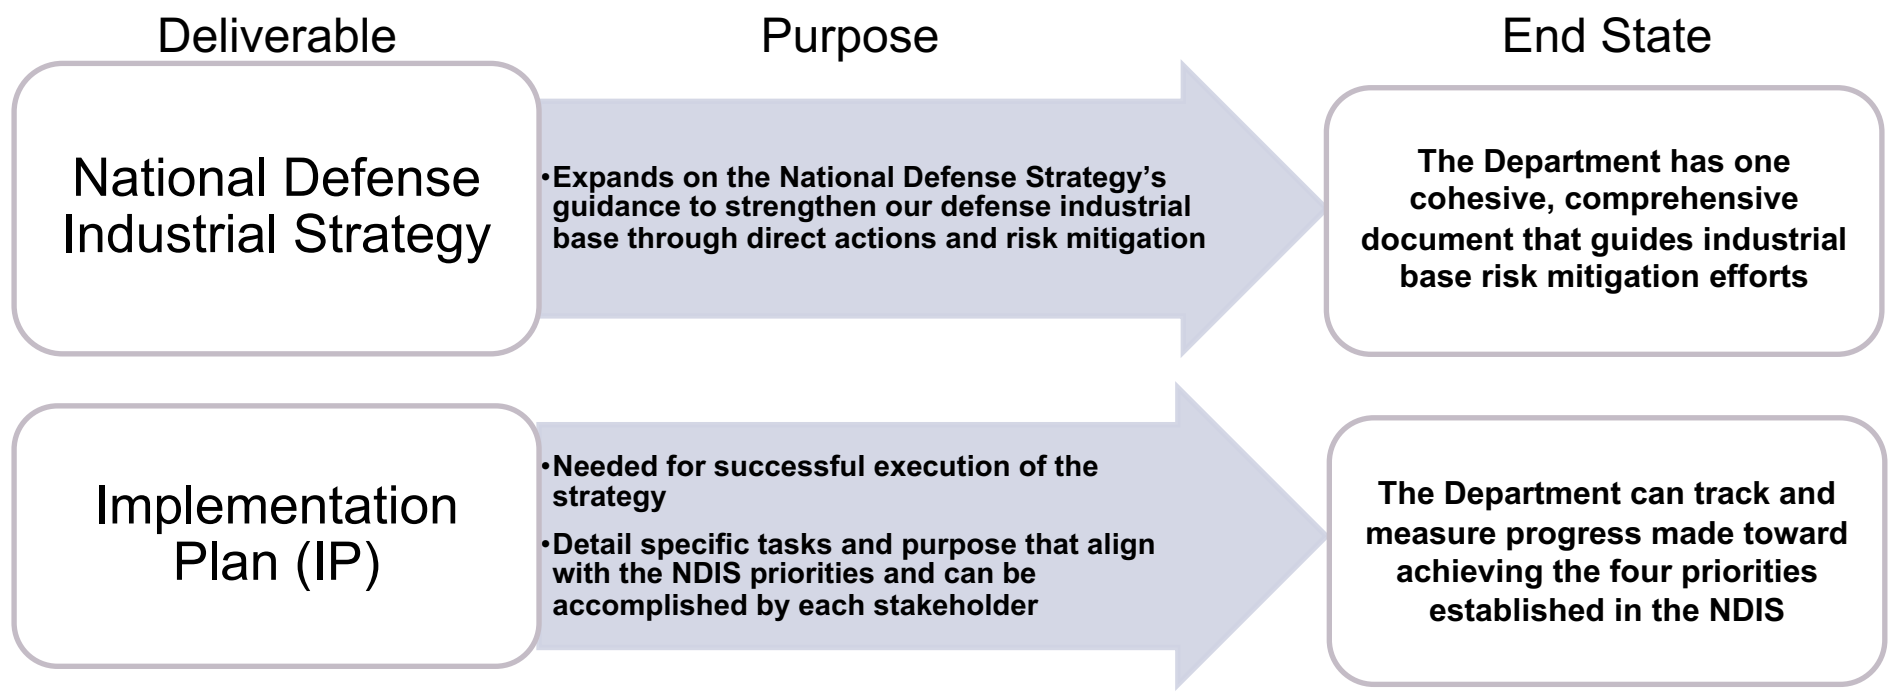 Deliverable
Purpose
End State
National Defense
Industrial Strategy
•Expands on the National Defense Strategy’s
guidance to strengthen our defense industrial
base through direct actions and risk mitigation
The Department has one
cohesive, comprehensive
document that guides industrial
base risk mitigation efforts
Implementation
Plan (IP)
•Needed for successful execution of the
strategy
•Detail specific tasks and purpose that align
with the NDIS priorities and can be
accomplished by each stakeholder
The Department can track and
measure progress made toward
achieving the four priorities
established in the NDIS